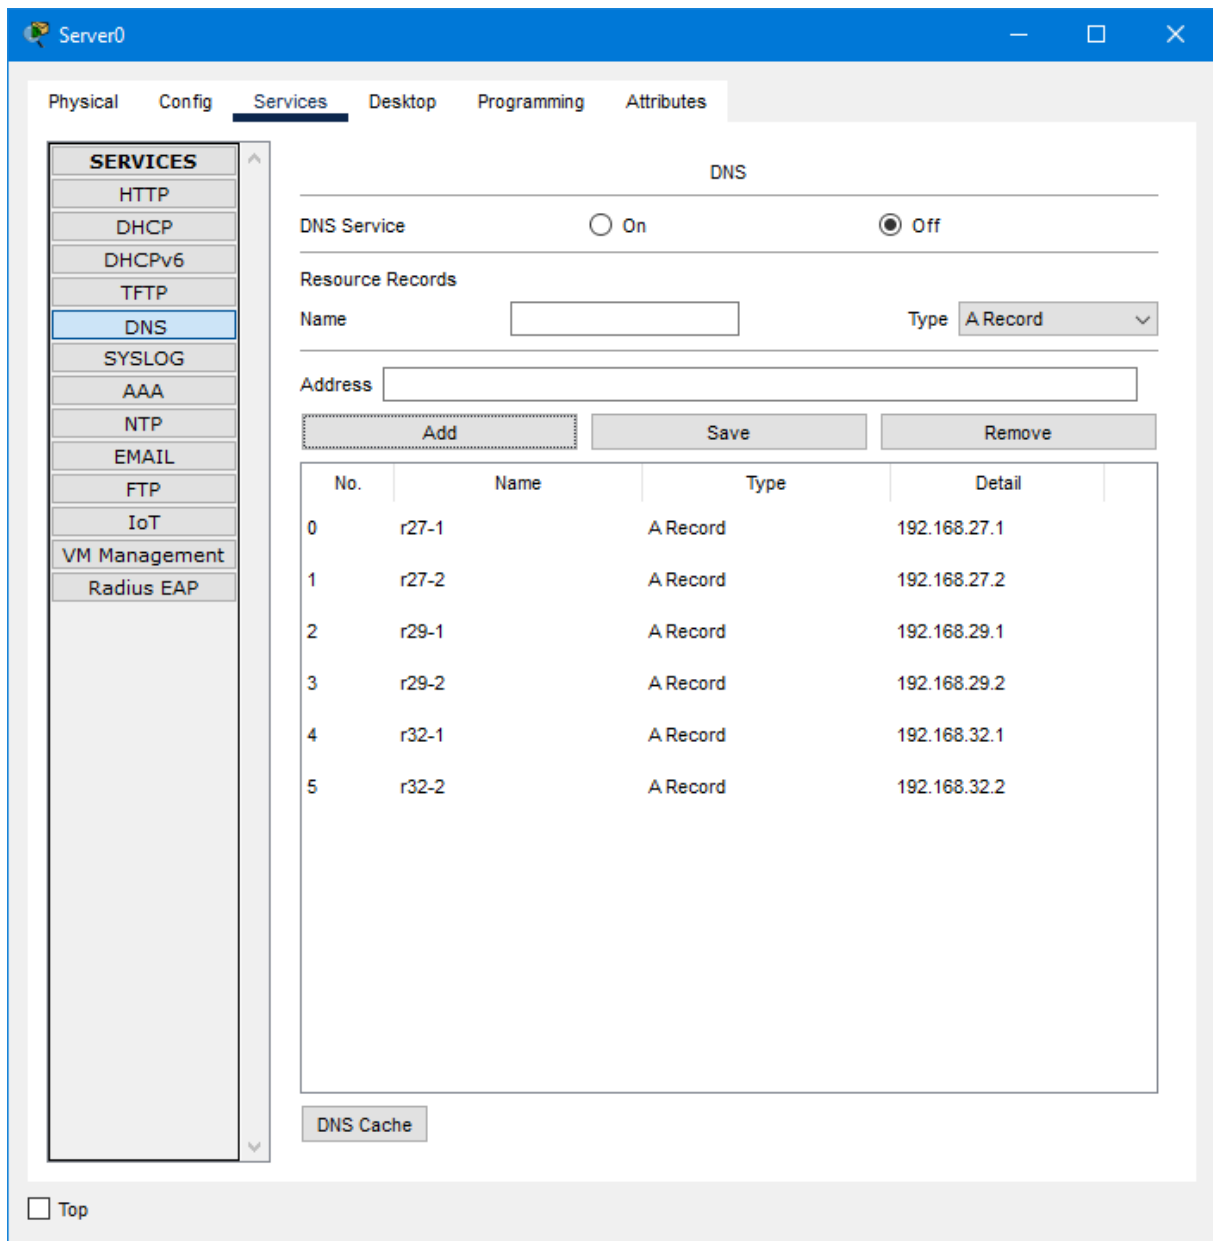 Server0
Physical Config Services Desktop Programming Attributes
SERVICES
HTTP
DHCP
DHCPv6
TFTP
DNS
SYSLOG
AAA
NTP
EMAIL
FTP
IoT
VM Management
Radius EAP
DNS
DNS Service On Off
Resource Records
Name Type A Record
Address
Add Save Remove
No. Name Type Detail
0 r27-1 A Record 192.168.27.1
1 r27-2 A Record 192.168.27.2
2 r29-1 A Record 192.168.29.1
3 r29-2 A Record 192.168.29.2
4 r32-1 A Record 192.168.32.1
5 r32-2 A Record 192.168.32.2
DNS Cache
Top